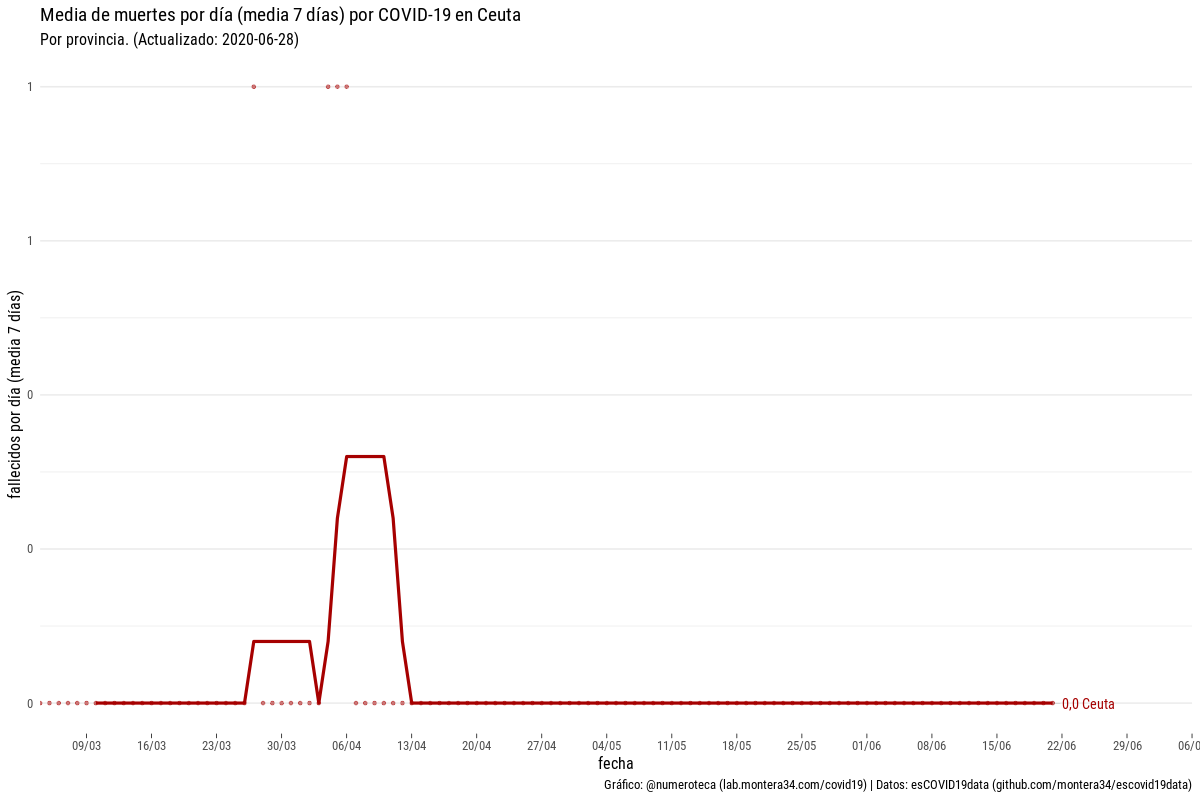 Media de muertes por día (media 7 días) por COVID-19 en Ceuta
Por provincia. (Actualizado: 2020-06-28)
fallecidos por día (media 7 días)
1
1
0
0
0
0,0 Ceuta
09/03 16/03 23/03 30/03 06/04 13/04 20/04 27/04 04/05 11/05 18/05 25/05 01/06 08/06 15/06 22/06 29/06 06/0
fecha
Gráfico: @numeroteca (lab.montera34.com/covid19) | Datos: esCOVID19data (github.com/montera34/escovid19data)